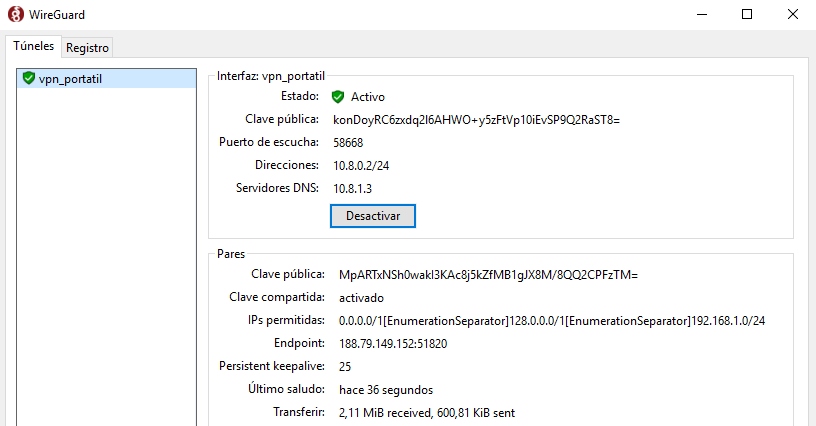 WireGuard
Túneles Registro
vpn_portatil
Interfaz: vpn_portatil
Estado: Activo
Clave pública: konDoyRC6zxdq2I6AHWO+y5zFtVp10iEvSP9Q2RaST8=
Puerto de escucha: 58668
Direcciones: 10.8.0.2/24
Servidores DNS: 10.8.1.3
Desactivar
Pares
Clave pública: MpARTxNSh0wakI3KAc8j5kZfMB1gJX8M/8QQ2CPFzTM=
Clave compartida: activado
IPs permitidas: 0.0.0.0/1[EnumerationSeparator]128.0.0.0/1[EnumerationSeparator]192.168.1.0/24
Endpoint: 188.79.149.152:51820
Persistent keepalive: 25
Último saludo: hace 36 segundos
Transferir: 2,11 MiB received, 600,81 KiB sent